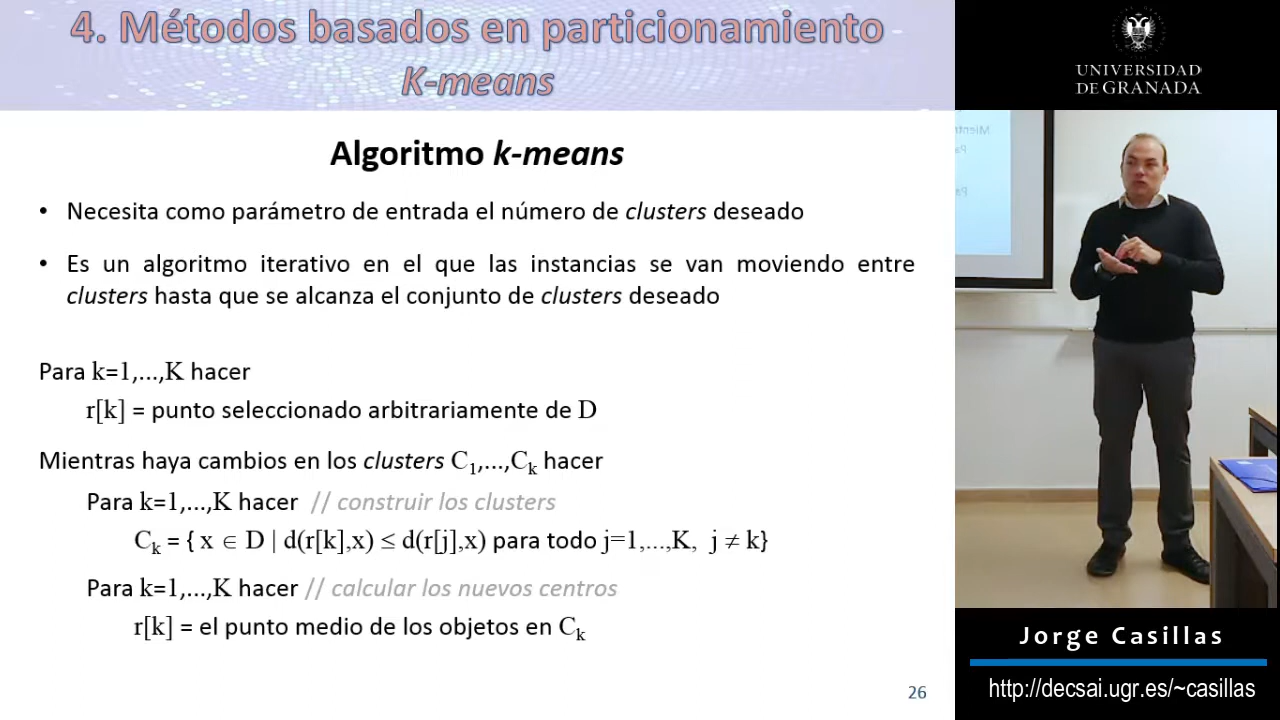 4. Métodos basados en particionamiento
K-means
Algoritmo k-means
• Necesita como parámetro de entrada el número de clusters deseado
• Es un algoritmo iterativo en el que las instancias se van moviendo entre
clusters hasta que se alcanza el conjunto de clusters deseado
Para k=1,...,K hacer
r[k] = punto seleccionado arbitrariamente de D
Mientras haya cambios en los clusters C1,...,Ck hacer
Para k=1,...,K hacer // construir los clusters
Ck = { x ∈ D | d(r[k],x) ≤ d(r[j],x) para todo j=1,...,K, j ≠ k}
Para k=1,...,K hacer // calcular los nuevos centros
r[k] = el punto medio de los objetos en Ck
26
UNIVERSIDAD
DE GRANADA
Jorge Casillas
http://decsai.ugr.es/~casillas